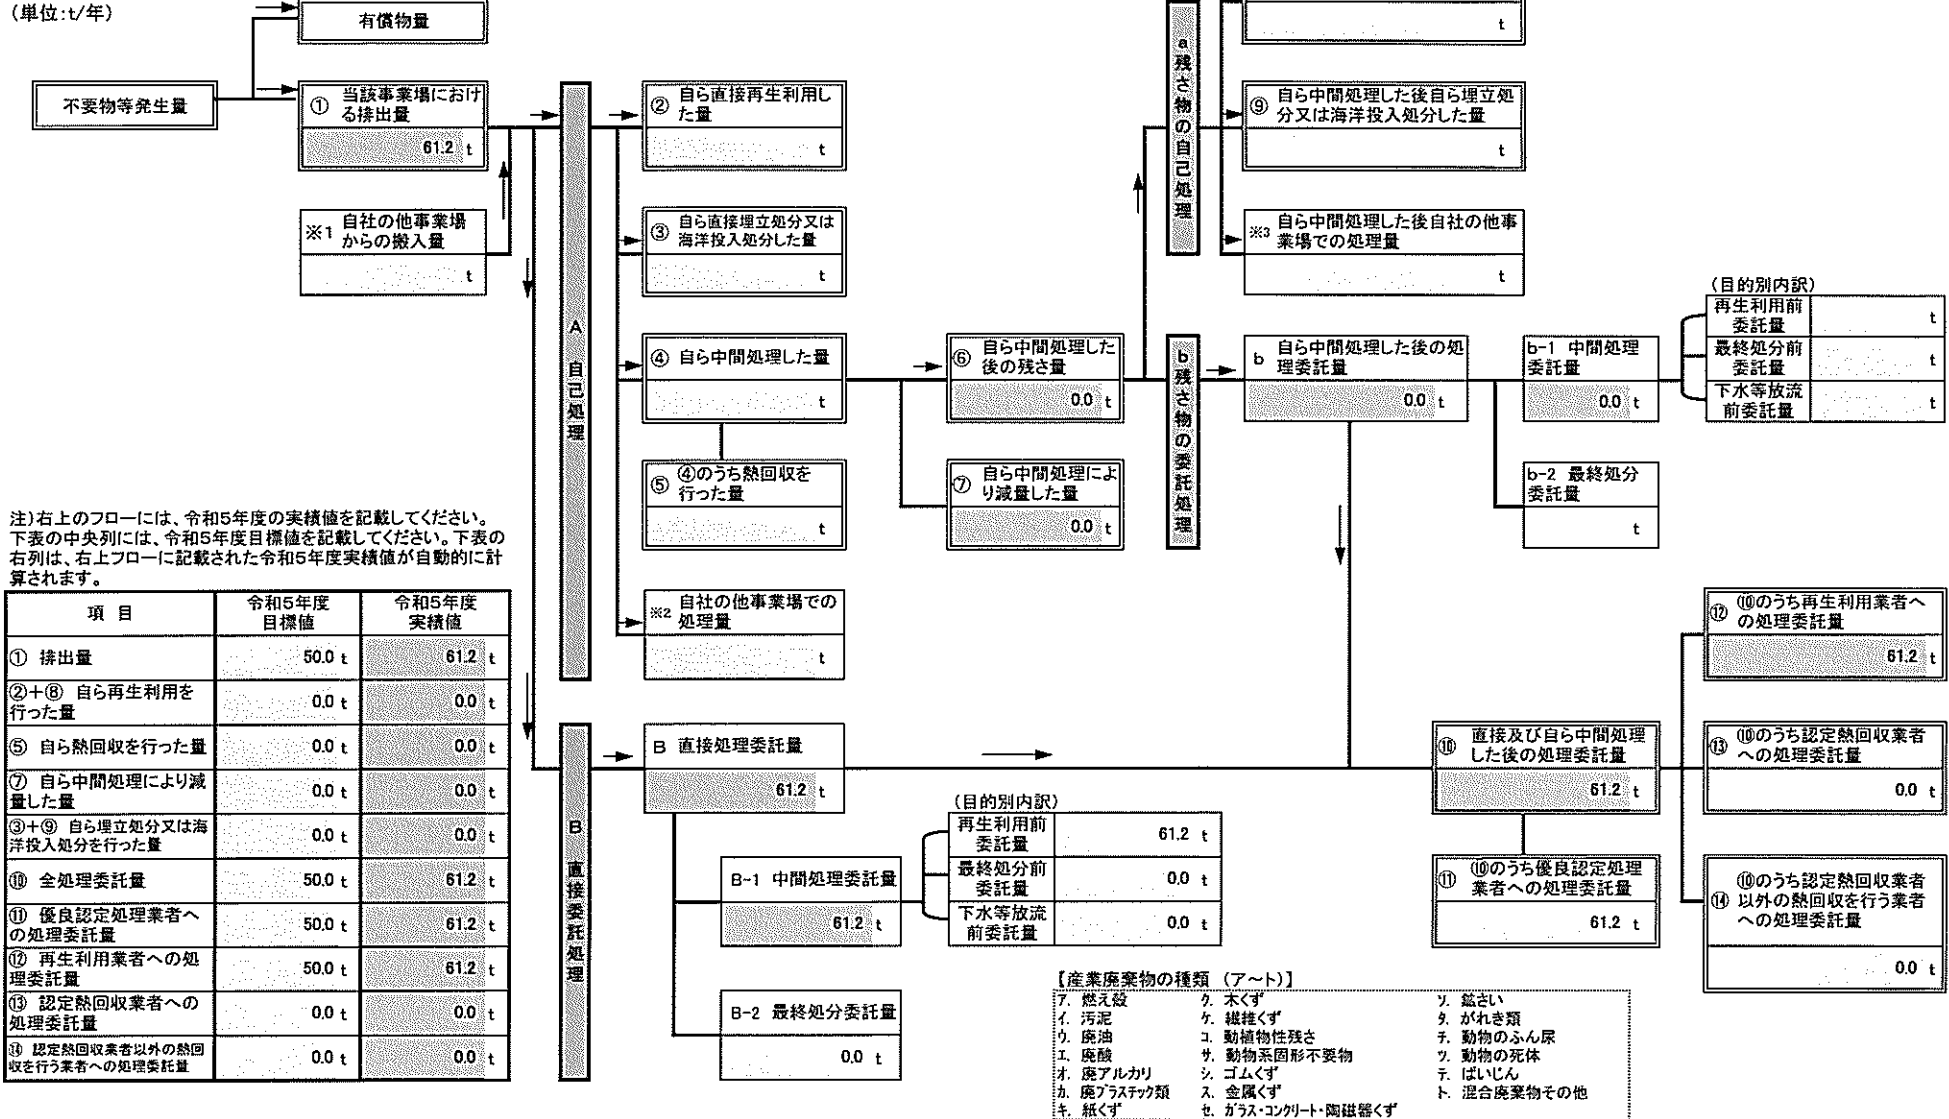 (単位:t/年)
有償物量
不要物等発生量
① 当該事業場におけ
る排出量
61.2 t
※1 自社の他事業場
からの搬入量
t
A 自己処理
② 自ら直接再生利用し
た量
t
③ 自ら直接埋立処分又は
海洋投入処分した量
t
④ 自ら中間処理した量
t
⑤ ④のうち熱回収を
行った量
t
※2 自社の他事業場での
処理量
t
⑥ 自ら中間処理した
後の残さ量
0.0 t
⑦ 自ら中間処理によ
り減量した量
0.0 t
a 残さ物の自己処理
t
⑨ 自ら中間処理した後自ら埋立処
分又は海洋投入処分した量
t
※3 自ら中間処理した後自社の他事
業場での処理量
t
b 残さ物の委託処理
b 自ら中間処理した後の処
理委託量
0.0 t
b-1 中間処理
委託量
0.0 t
b-2 最終処分
委託量
t
(目的別内訳)
再生利用前
委託量 t
最終処分前
委託量 t
下水等放流
前委託量 t
注)右上のフローには、令和5年度の実績値を記載してください。
下表の中央列には、令和5年度目標値を記載してください。下表の
右列は、右上フローに記載された令和5年度実績値が自動的に計
算されます。
項 目 令和5年度
目標値 令和5年度
実績値
① 排出量 50.0 t 61.2 t
②+⑧ 自ら再生利用を
行った量 0.0 t 0.0 t
⑤ 自ら熱回収を行った量 0.0 t 0.0 t
⑦ 自ら中間処理により減
量した量 0.0 t 0.0 t
③+⑨ 自ら埋立処分又は海
洋投入処分を行った量 0.0 t 0.0 t
⑩ 全処理委託量 50.0 t 61.2 t
⑪ 優良認定処理業者へ
の処理委託量 50.0 t 61.2 t
⑫ 再生利用業者への処
理委託量 50.0 t 61.2 t
⑬ 認定熱回収業者への
処理委託量 0.0 t 0.0 t
⑭ 認定熱回収業者以外の熱回
収を行う業者への処理委託量 0.0 t 0.0 t
B 直接委託処理
B 直接処理委託量
61.2 t
B-1 中間処理委託量
61.2 t
B-2 最終処分委託量
0.0 t
(目的別内訳)
再生利用前
委託量 61.2 t
最終処分前
委託量 0.0 t
下水等放流
前委託量 0.0 t
⑩ 直接及び自ら中間処理
した後の処理委託量
61.2 t
⑪ ⑩のうち優良認定処理
業者への処理委託量
61.2 t
⑫ ⑩のうち再生利用業者へ
の処理委託量
61.2 t
⑬ ⑩のうち認定熱回収業者
への処理委託量
0.0 t
⑭ ⑩のうち認定熱回収業者
以外の熱回収を行う業者
への処理委託量
0.0 t
【産業廃棄物の種類 (ア~ト)】
ア. 燃え殻 ク. 木くず ソ. 鉱さい
イ. 汚泥 ケ. 繊維くず タ. がれき類
ウ. 廃油 コ. 動植物性残さ チ. 動物のふん尿
エ. 廃酸 サ. 動物系固形不要物 ツ. 動物の死体
オ. 廃アルカリ シ. ゴムくず テ. ばいじん
カ. 廃プラスチック類 ス. 金属くず ト. 混合廃棄物その他
キ. 紙くず セ. ガラス・コンクリート・陶磁器くず